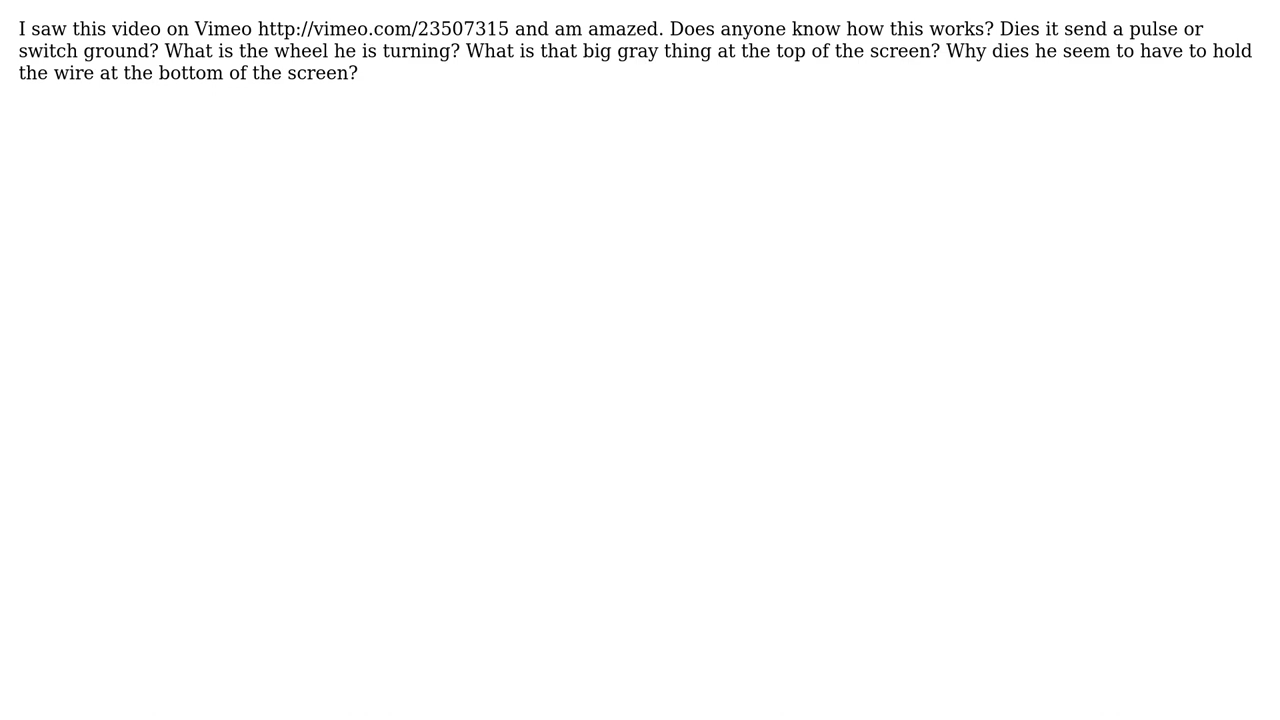 I saw this video on Vimeo http://vimeo.com/23507315 and am amazed. Does anyone know how this works? Dies it send a pulse or
switch ground? What is the wheel he is turning? What is that big gray thing at the top of the screen? Why dies he seem to have to hold
the wire at the bottom of the screen?